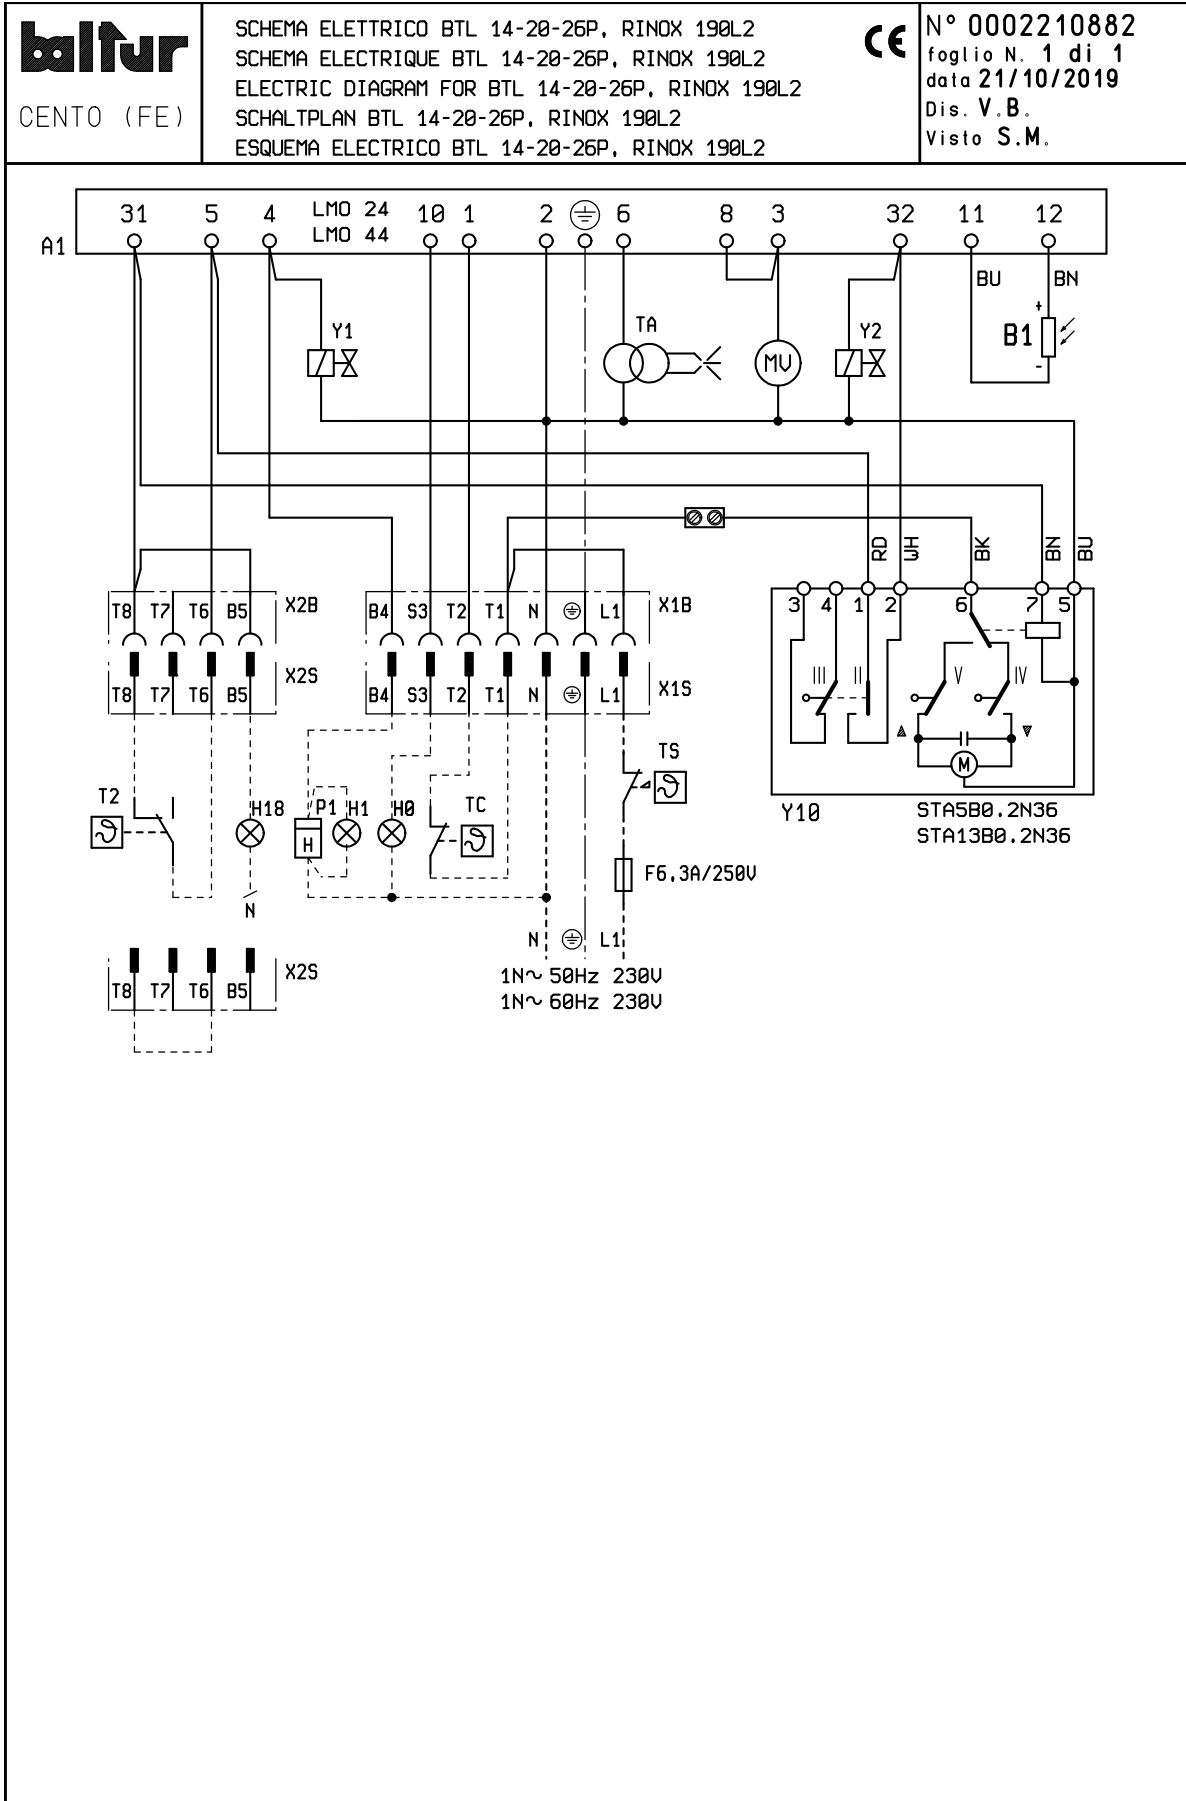 baltur
CENTO (FE)
SCHEMA ELETTRICO BTL 14-20-26P, RINOX 190L2
SCHEMA ELECTRIQUE BTL 14-20-26P, RINOX 190L2
ELECTRIC DIAGRAM FOR BTL 14-20-26P, RINOX 190L2
SCHALTPLAN BTL 14-20-26P, RINOX 190L2
ESQUEMA ELECTRICO BTL 14-20-26P, RINOX 190L2
CE
N° 0002210882
foglio N. 1 di 1
data 21/10/2019
Dis. V.B.
Visto S.M.
31 5 4 LMO 24 10 1 2 6 8 3 32 11 12
A1 LMO 44
BU BN
Y1 TA MV Y2 B1 + -
RD WH BK BN BU
T8 T7 T6 B5 X2B B4 S3 T2 T1 N L1 X1B
3 4 1 2 6 7 5
X2S
T8 T7 T6 B5
B4 S3 T2 T1 N L1 X1S
III II V IV
M
T2 H18 P1 H1 H0 TC TS
H
Y10 STA5B0.2N36
STA13B0.2N36
F6,3A/250V
N
N L1
X2S
T8 T7 T6 B5
1N~ 50Hz 230V
1N~ 60Hz 230V